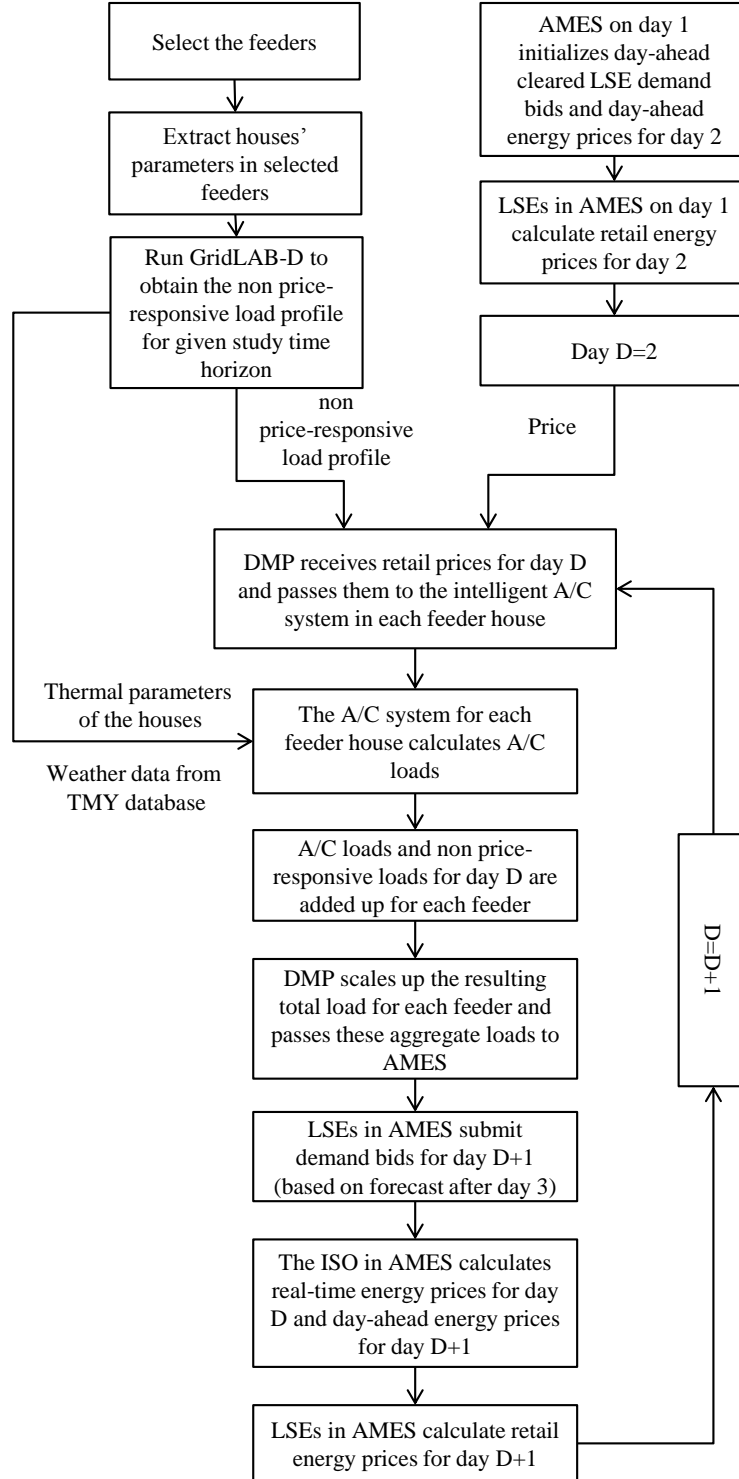 Select the feeders
Extract houses'
parameters in selected
feeders
Run GridLAB-D to
obtain the non price-
responsive load profile
for given study time
horizon
non
price-responsive
load profile
AMES on day 1
initializes day-ahead
cleared LSE demand
bids and day-ahead
energy prices for day 2
LSEs in AMES on day 1
calculate retail energy
prices for day 2
Day D=2
Price
DMP receives retail prices for day D
and passes them to the intelligent A/C
system in each feeder house
Thermal parameters
of the houses
Weather data from
TMY database
The A/C system for each
feeder house calculates A/C
loads
A/C loads and non price-
responsive loads for day D are
added up for each feeder
DMP scales up the resulting
total load for each feeder and
passes these aggregate loads to
AMES
LSEs in AMES submit
demand bids for day D+1
(based on forecast after day 3)
The ISO in AMES calculates
real-time energy prices for day
D and day-ahead energy prices
for day D+1
LSEs in AMES calculate retail
energy prices for day D+1
D=D+1